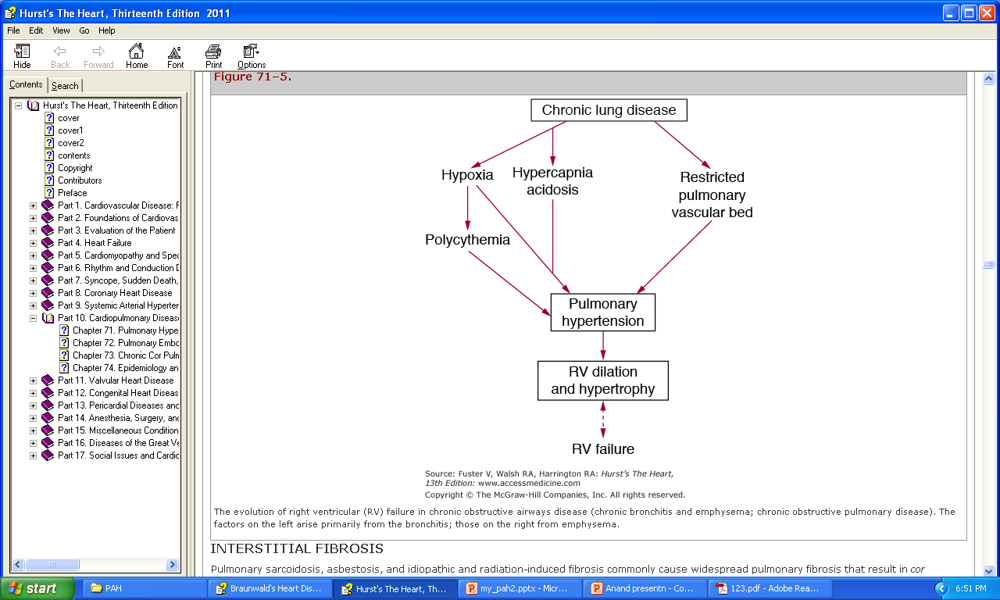 Hurst's The Heart, Thirteenth Edition 2011
File Edit View Go Help
Hide Back Forward Home Font Print Options
Contents Search
Hurst's The Heart, Thirteenth Edition
cover
cover1
cover2
contents
Copyright
Contributors
Preface
Part 1. Cardiovascular Disease: F
Part 2. Foundations of Cardiovas
Part 3. Evaluation of the Patient
Part 4. Heart Failure
Part 5. Cardiomyopathy and Spec
Part 6. Rhythm and Conduction D
Part 7. Syncope, Sudden Death,
Part 8. Coronary Heart Disease
Part 9. Systemic Arterial Hyperter
Part 10. Cardiopulmonary Disease
Chapter 71. Pulmonary Hype
Chapter 72. Pulmonary Embo
Chapter 73. Chronic Cor Pulm
Chapter 74. Epidemiology an
Part 11. Valvular Heart Disease
Part 12. Congenital Heart Diseas
Part 13. Pericardial Diseases and
Part 14. Anesthesia, Surgery, and
Part 15. Miscellaneous Condition
Part 16. Diseases of the Great Ve
Part 17. Social Issues and Cardio
Figure 71–5.
Chronic lung disease
Hypoxia
Hypercapnia
acidosis
Restricted
pulmonary
vascular bed
Polycythemia
Pulmonary
hypertension
RV dilation
and hypertrophy
RV failure
Source: Fuster V, Walsh RA, Harrington RA: Hurst's The Heart,
13th Edition: www.accessmedicine.com
Copyright © The McGraw-Hill Companies, Inc. All rights reserved.
The evolution of right ventricular (RV) failure in chronic obstructive airways disease (chronic bronchitis and emphysema; chronic obstructive pulmonary disease). The
factors on the left arise primarily from the bronchitis; those on the right from emphysema.
INTERSTITIAL FIBROSIS
Pulmonary sarcoidosis, asbestosis, and idiopathic and radiation-induced fibrosis commonly cause widespread pulmonary fibrosis that result in cor
start PAH Braunwald's Heart Dis... Hurst's The Heart, Th... my_pah2.pptx - Micr... Anand presentn - Co... 123.pdf - Adobe Rea... 6:51 PM